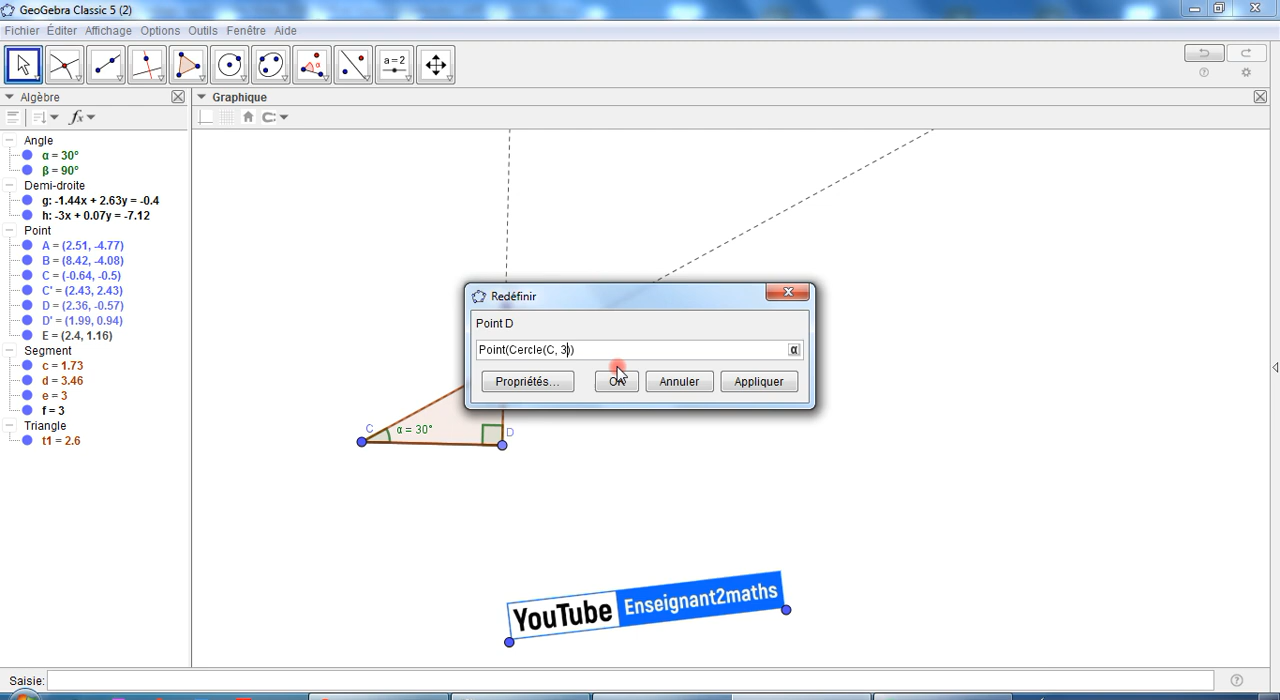 GeoGebra Classic 5 (2)
Fichier Éditer Affichage Options Outils Fenêtre Aide
a=2
Algèbre
Graphique
Angle
α = 30°
β = 90°
Demi-droite
g: -1.44x + 2.63y = -0.4
h: -3x + 0.07y = -7.12
Point
A = (2.51, -4.77)
B = (8.42, -4.08)
C = (-0.64, -0.5)
C' = (2.43, 2.43)
D = (2.36, -0.57)
D' = (1.99, 0.94)
E = (2.4, 1.16)
Segment
c = 1.73
d = 3.46
e = 3
f = 3
Triangle
t1 = 2.6
Redéfinir
Point D
Point(Cercle(C, 3))
α
Propriétés...
OK
Annuler
Appliquer
C
α = 30°
D
YouTube Enseignant2maths
Saisie: